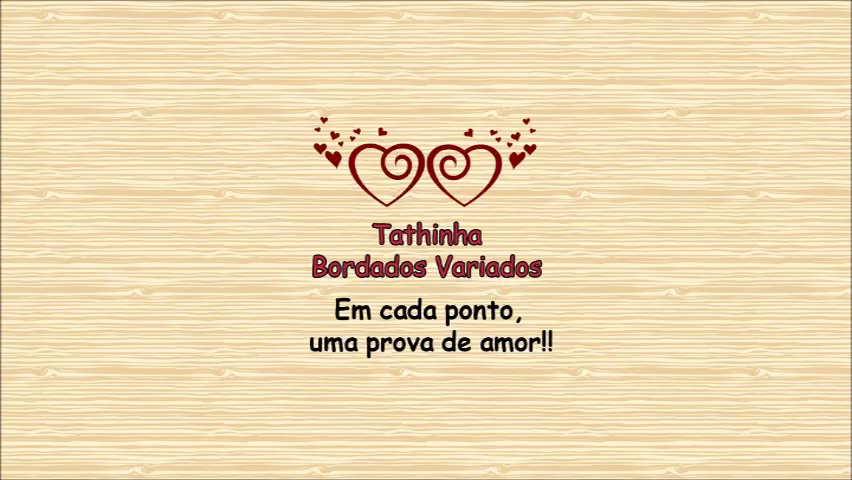 Tathinha
Bordados Variados
Em cada ponto,
uma prova de amor!!